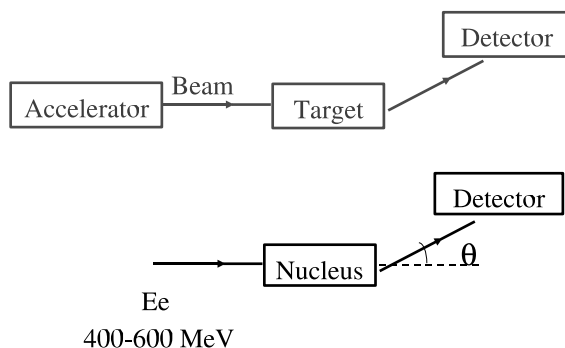 Detector
Beam
Accelerator
Target
Detector
Nucleus
θ
Ee
400-600 MeV